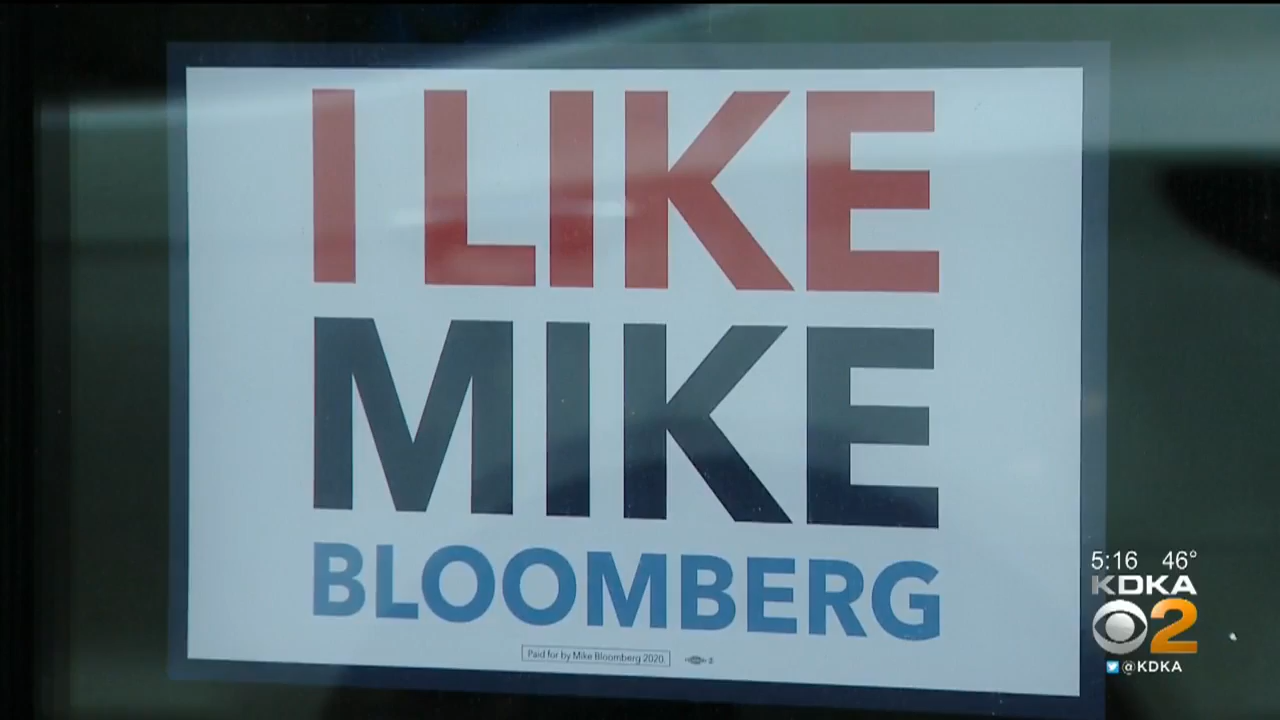 I LIKE
MIKE
BLOOMBERG
Paid for by Mike Bloomberg 2020.
5:16 46°
KDKA
2
@KDKA